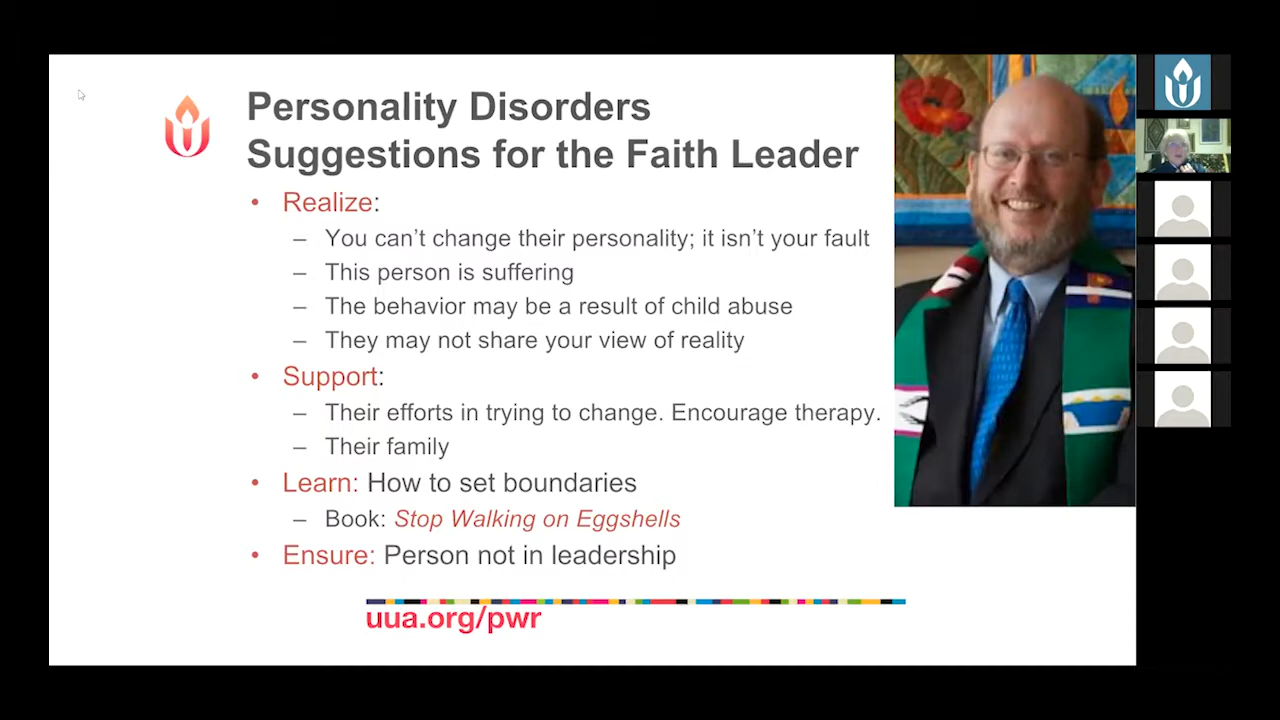 Personality Disorders
Suggestions for the Faith Leader
• Realize:
– You can’t change their personality; it isn’t your fault
– This person is suffering
– The behavior may be a result of child abuse
– They may not share your view of reality
• Support:
– Their efforts in trying to change. Encourage therapy.
– Their family
• Learn: How to set boundaries
– Book: Stop Walking on Eggshells
• Ensure: Person not in leadership
uua.org/pwr